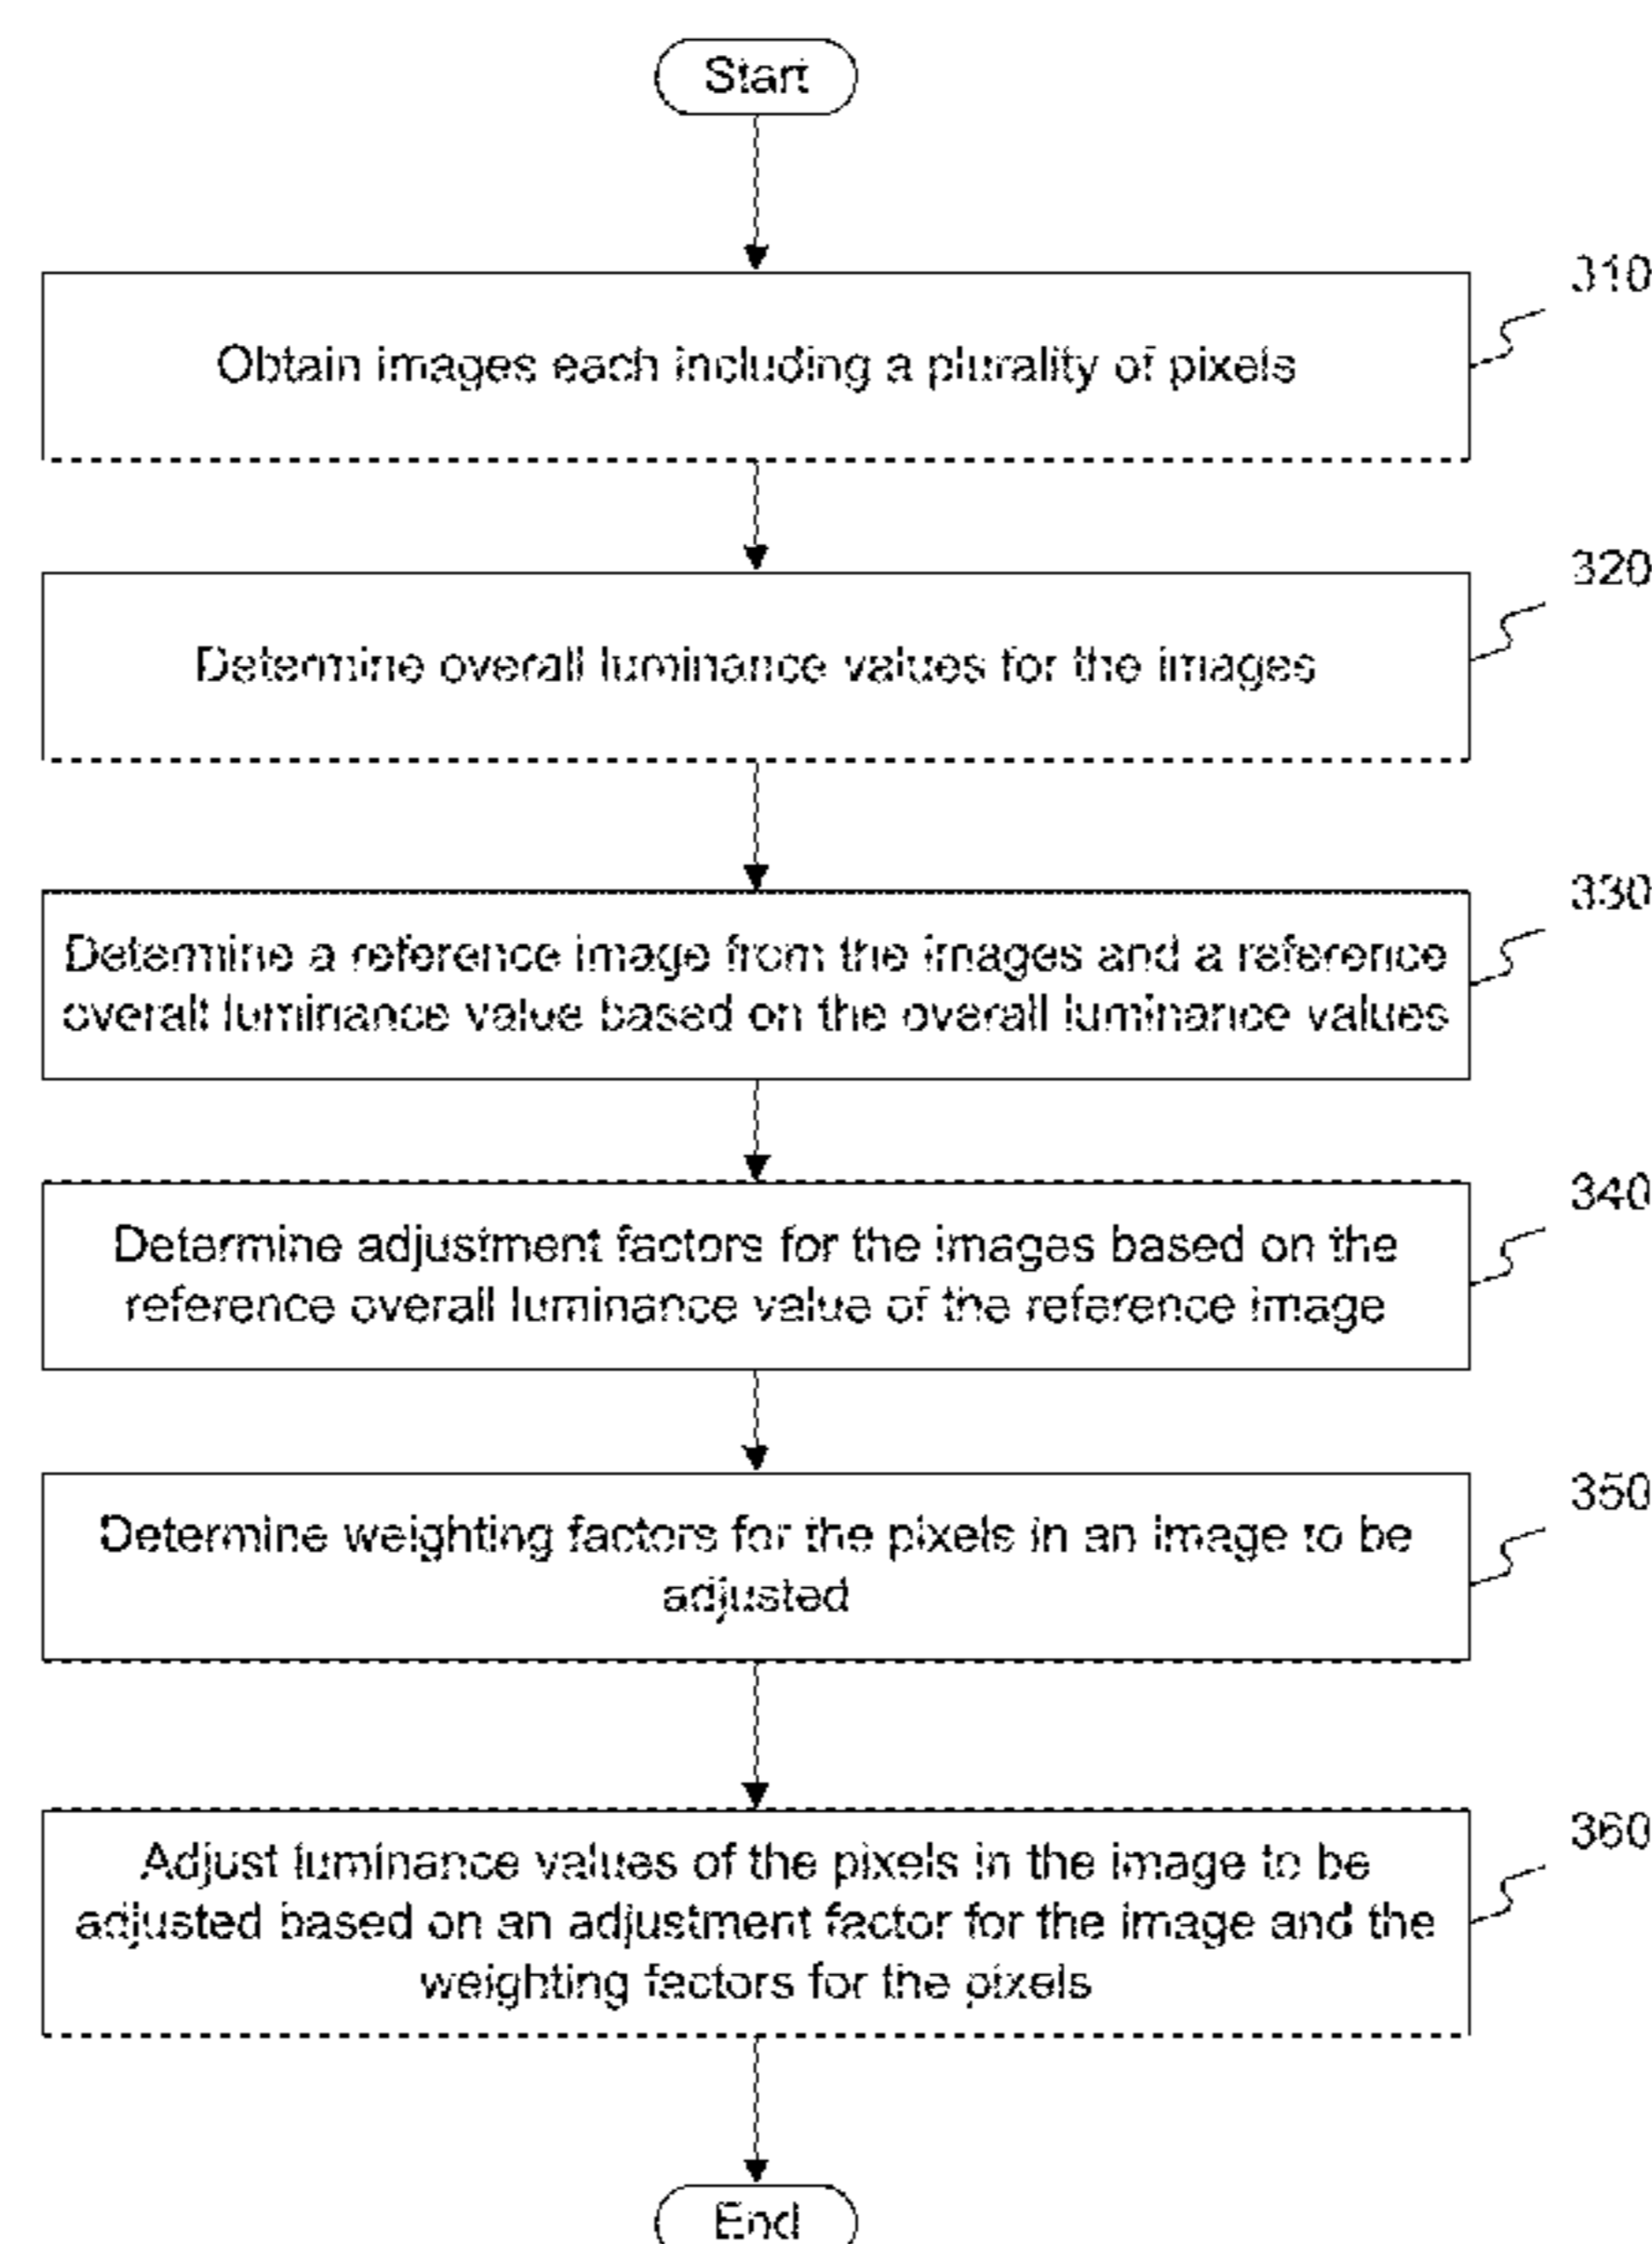 Start
310
Obtain images each including a plurality of pixels
320
Determine overall luminance values for the images
330
Determine a reference image from the images and a reference
overall luminance value based on the overall luminance values
340
Determine adjustment factors for the images based on the
reference overall luminance value of the reference image
350
Determine weighting factors for the pixels in an image to be
adjusted
360
Adjust luminance values of the pixels in the image to be
adjusted based on an adjustment factor for the image and the
weighting factors for the pixels
End